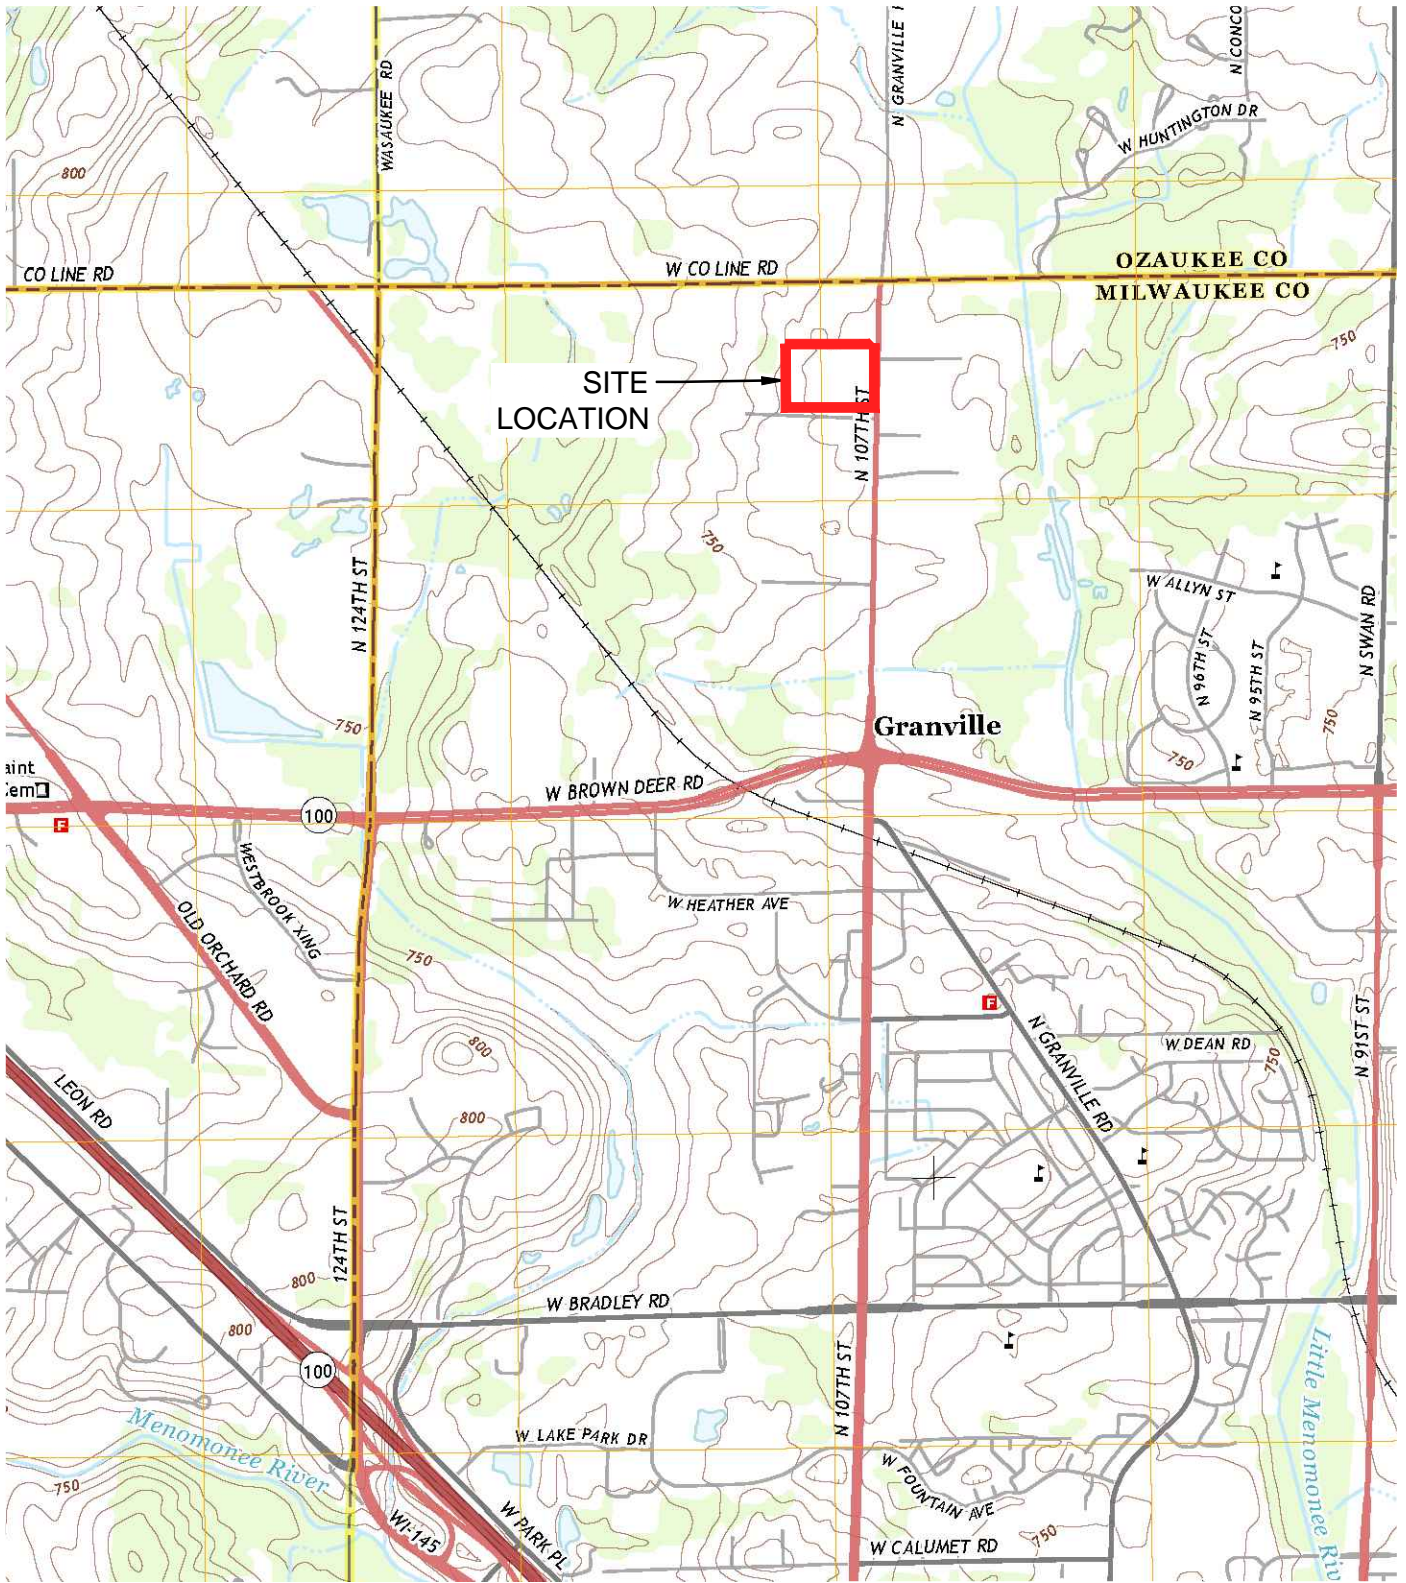 WASAUKEE RD
N GRANVILLE
N CONCO
W HUNTINGTON DR
800
CO LINE RD
W CO LINE RD
OZAUKEE CO
MILWAUKEE CO
750
SITE
LOCATION
N 107TH ST
750
N 124TH ST
W ALLYN ST
N 96TH ST
N 95TH ST
N SWAN RD
750
Granville
750
750
aint
Cem
W BROWN DEER RD
100
F
WESTBROOK XING
W HEATHER AVE
OLD ORCHARD RD
750
F
N GRANVILLE RD
W DEAN RD
750
N 91ST ST
LEON RD
800
800
124TH ST
800
W BRADLEY RD
800
100
N 107TH ST
Little Menomonee Riv
Menomonee River
W LAKE PARK DR
750
W FOUNTAIN AVE
WI-145
W PARK PL
W CALUMET RD
750